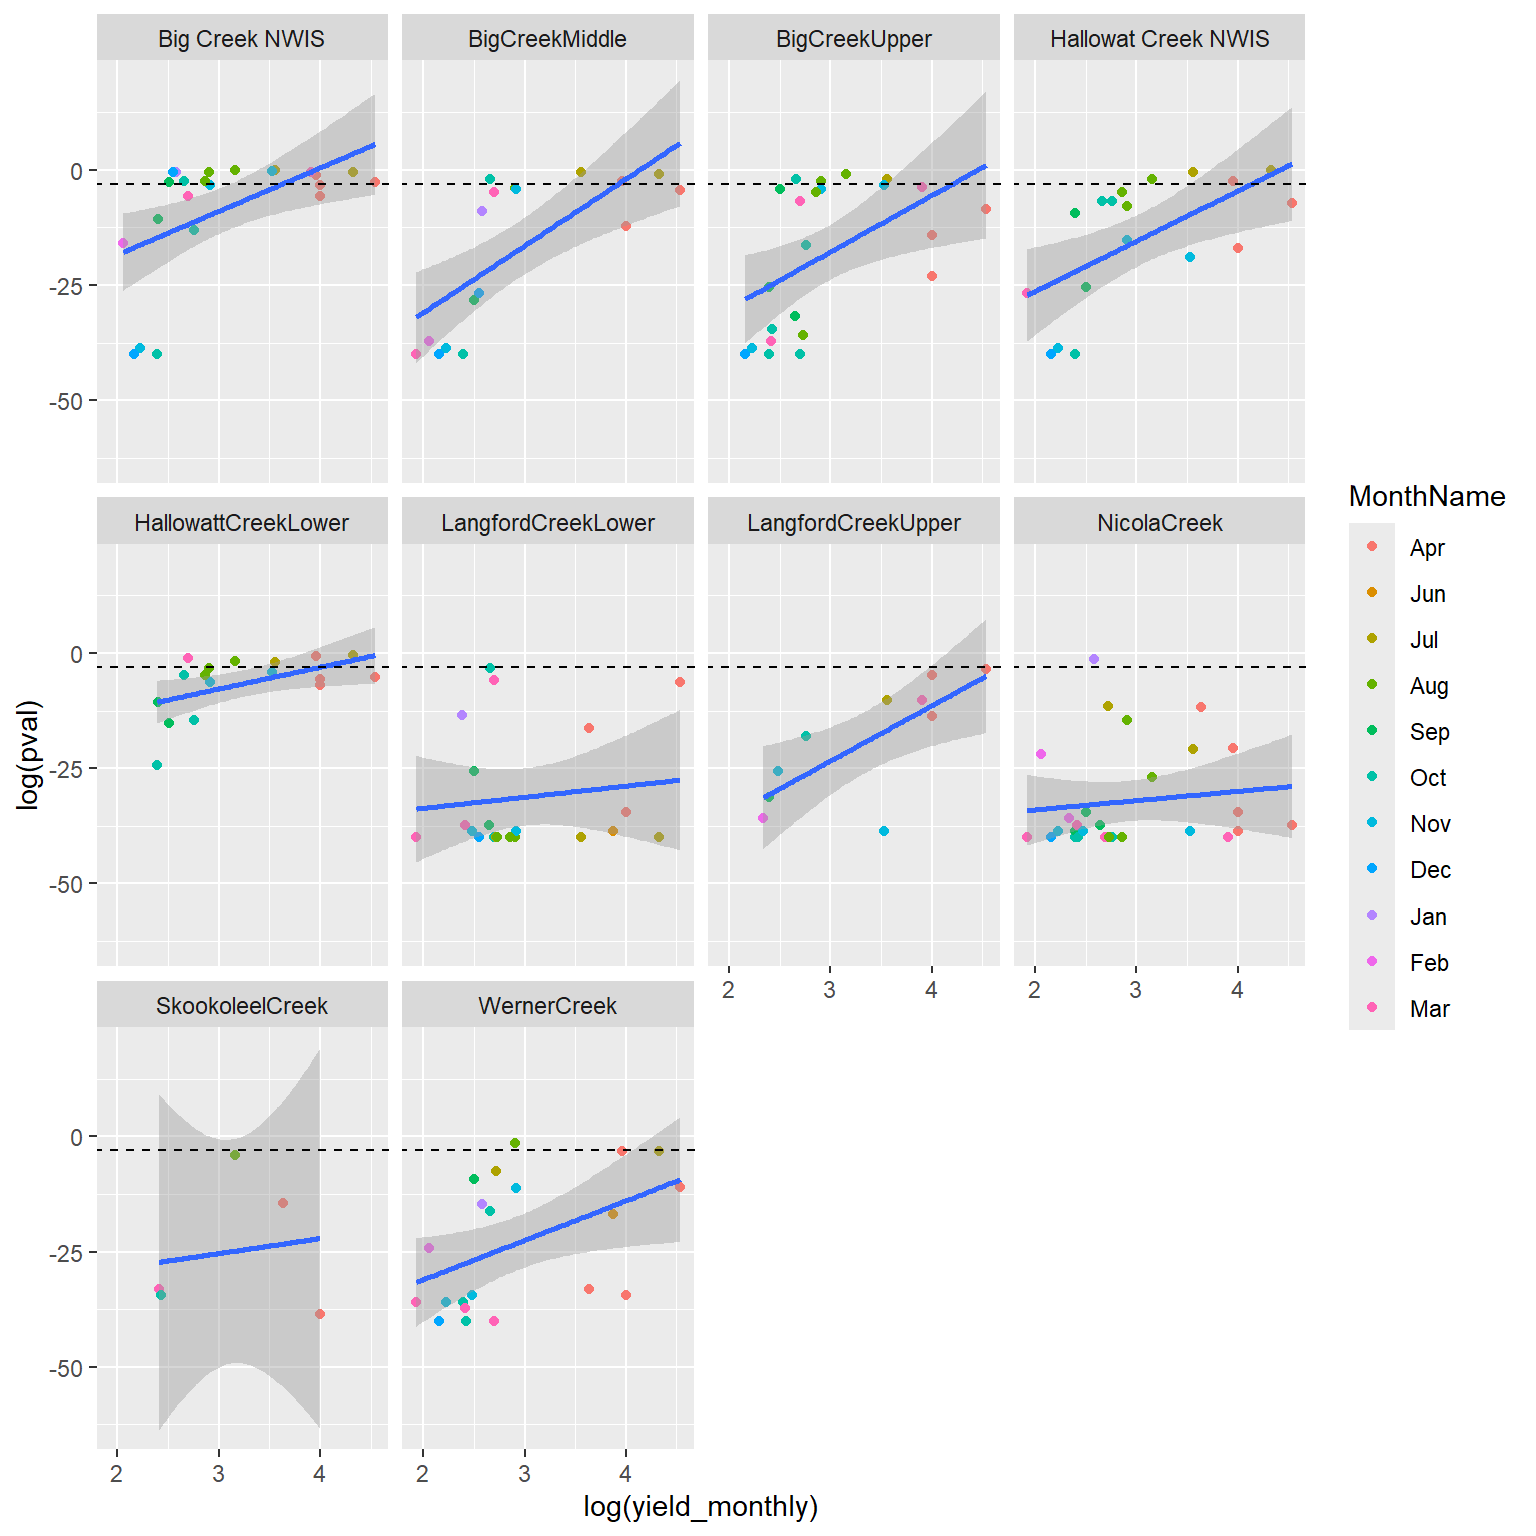 Big Creek NWIS
BigCreekMiddle
BigCreekUpper
Hallowat Creek NWIS
0
-25
-50
HallowattCreekLower
LangfordCreekLower
LangfordCreekUpper
NicolaCreek
0
-25
-50
2 3 4
2 3 4
SkookoleelCreek
WernerCreek
0
-25
-50
2 3 4
2 3 4
log(yield_monthly)
log(pval)
MonthName
Apr
Jun
Jul
Aug
Sep
Oct
Nov
Dec
Jan
Feb
Mar